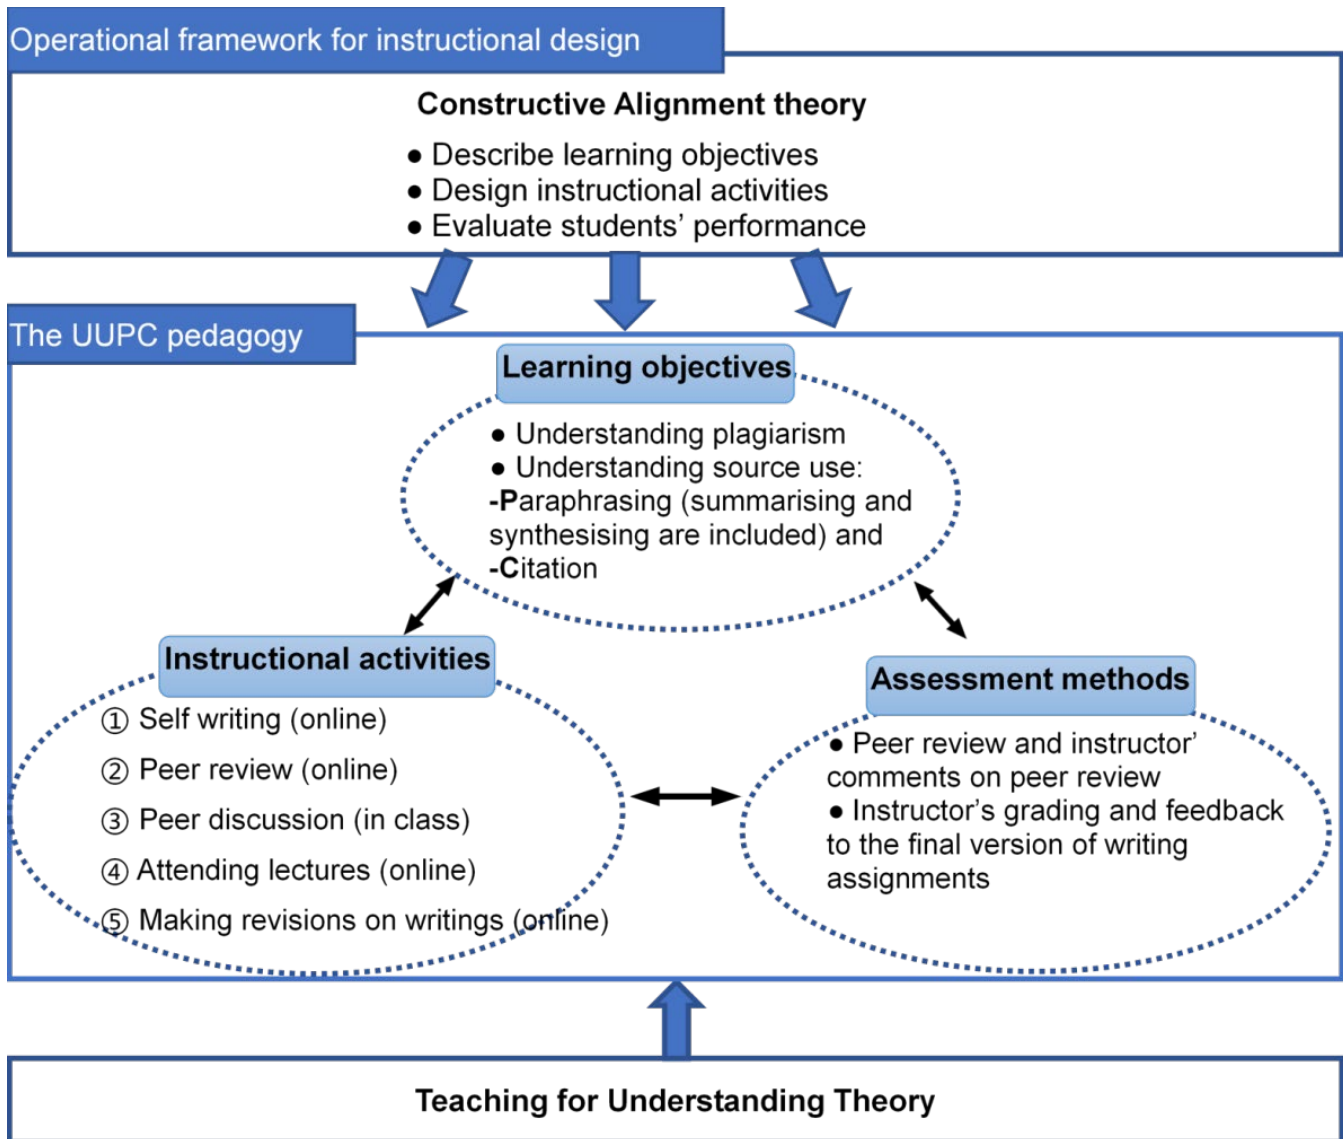 Operational framework for instructional design
Constructive Alignment theory
● Describe learning objectives
● Design instructional activities
● Evaluate students’ performance
The UUPC pedagogy
Learning objectives
● Understanding plagiarism
● Understanding source use:
-Paraphrasing (summarising and
synthesising are included) and
-Citation
Instructional activities
① Self writing (online)
② Peer review (online)
③ Peer discussion (in class)
④ Attending lectures (online)
⑤ Making revisions on writings (online)
Assessment methods
● Peer review and instructor’
comments on peer review
● Instructor’s grading and feedback
to the final version of writing
assignments
Teaching for Understanding Theory